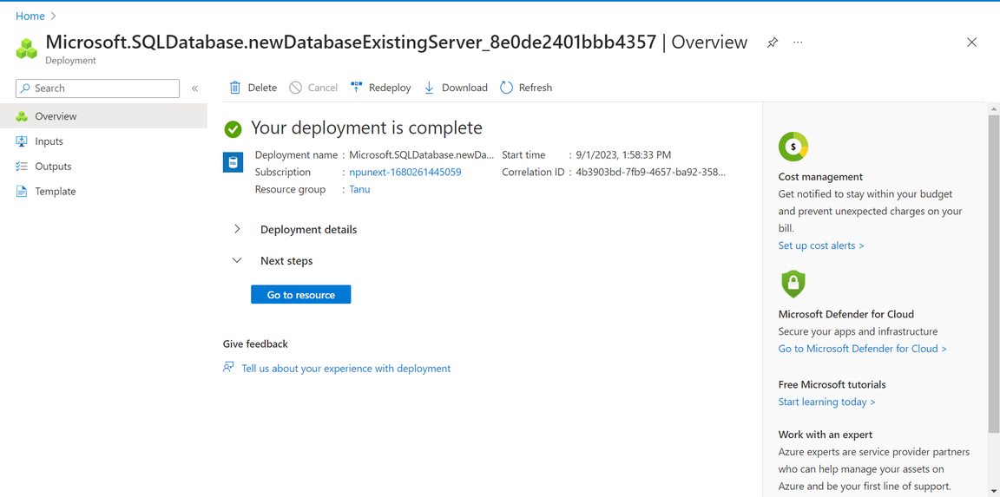 Home
Microsoft.SQLDatabase.newDatabaseExistingServer_8e0de2401bbb4357 | Overview
Deployment
Search
Overview
Inputs
Outputs
Template
Delete Cancel Redeploy Download Refresh
Your deployment is complete
Deployment name : Microsoft.SQLDatabase.newDa... Start time : 9/1/2023, 1:58:33 PM
Subscription : npunext-1680261445059 Correlation ID : 4b3903bd-7fb9-4657-ba92-358...
Resource group : Tanu
Deployment details
Next steps
Go to resource
Give feedback
Tell us about your experience with deployment
SQL
$
Cost management
Get notified to stay within your budget
and prevent unexpected charges on your
bill.
Set up cost alerts >
Microsoft Defender for Cloud
Secure your apps and infrastructure
Go to Microsoft Defender for Cloud >
Free Microsoft tutorials
Start learning today >
Work with an expert
Azure experts are service provider partners
who can help manage your assets on
Azure and be your first line of support.